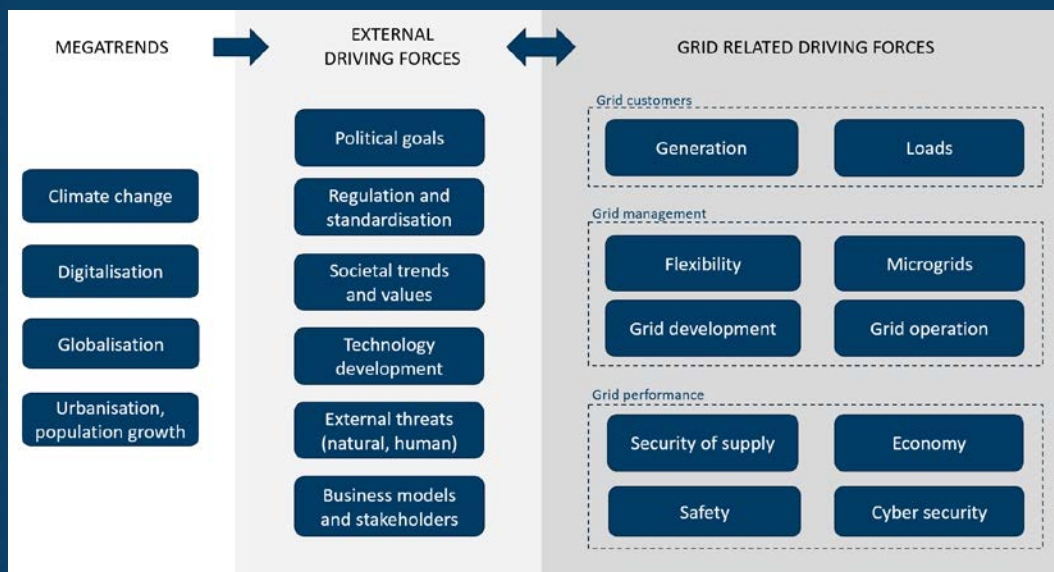 MEGATRENDS
EXTERNAL
DRIVING FORCES
GRID RELATED DRIVING FORCES
Climate change
Digitalisation
Globalisation
Urbanisation,
population growth
Political goals
Regulation and
standardisation
Societal trends
and values
Technology
development
External threats
(natural, human)
Business models
and stakeholders
Grid customers
Generation
Loads
Grid management
Flexibility
Microgrids
Grid development
Grid operation
Grid performance
Security of supply
Economy
Safety
Cyber security